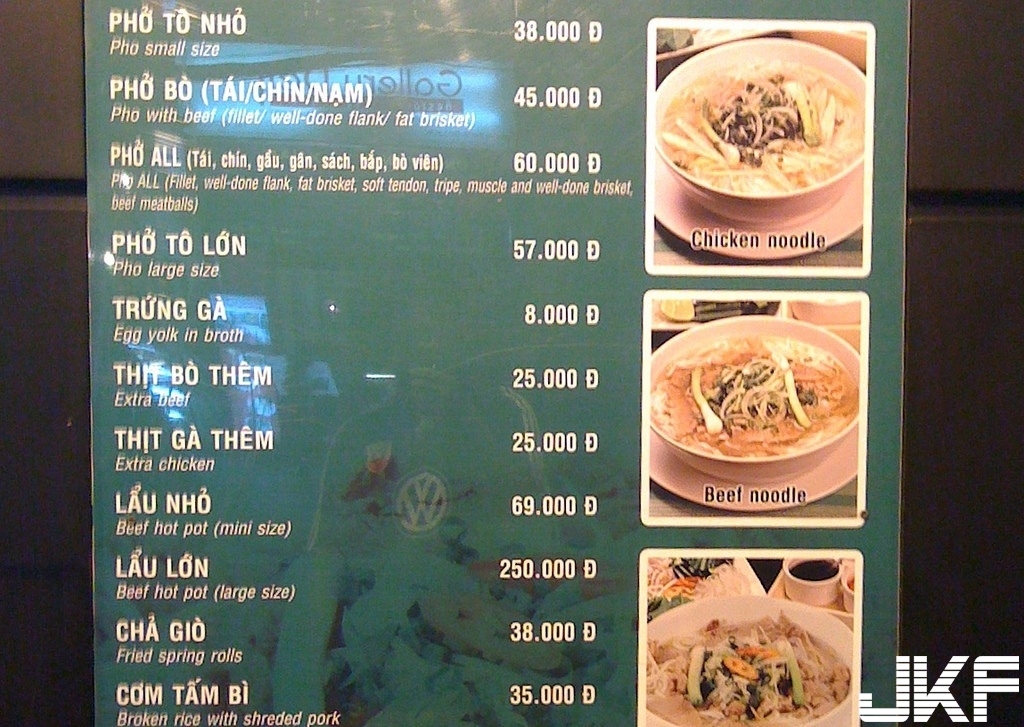 PHỞ TÔ NHỎ 38.000 Đ
Pho small size
PHỞ BÒ (TÁI/CHÍN/NẠM) 45.000 Đ
Pho with beef (fillet/ well-done flank/ fat brisket)
PHỞ ALL (Tái, chín, gầu, gân, sách, bắp, bò viên) 60.000 Đ
Pho ALL (Fillet, well-done flank, fat brisket, soft tendon, tripe, muscle and well-done brisket,
beef meatballs)
PHỞ TÔ LỚN 57.000 Đ
Pho large size
TRỨNG GÀ 8.000 Đ
Egg yolk in broth
THỊT BÒ THÊM 25.000 Đ
Extra beef
THỊT GÀ THÊM 25.000 Đ
Extra chicken
LẨU NHỎ 69.000 Đ
Beef hot pot (mini size)
LẨU LỚN 250.000 Đ
Beef hot pot (large size)
CHẢ GIÒ 38.000 Đ
Fried spring rolls
CƠM TẤM BÌ 35.000 Đ
Broken rice with shreded pork
Chicken noodle
Beef noodle
JKF